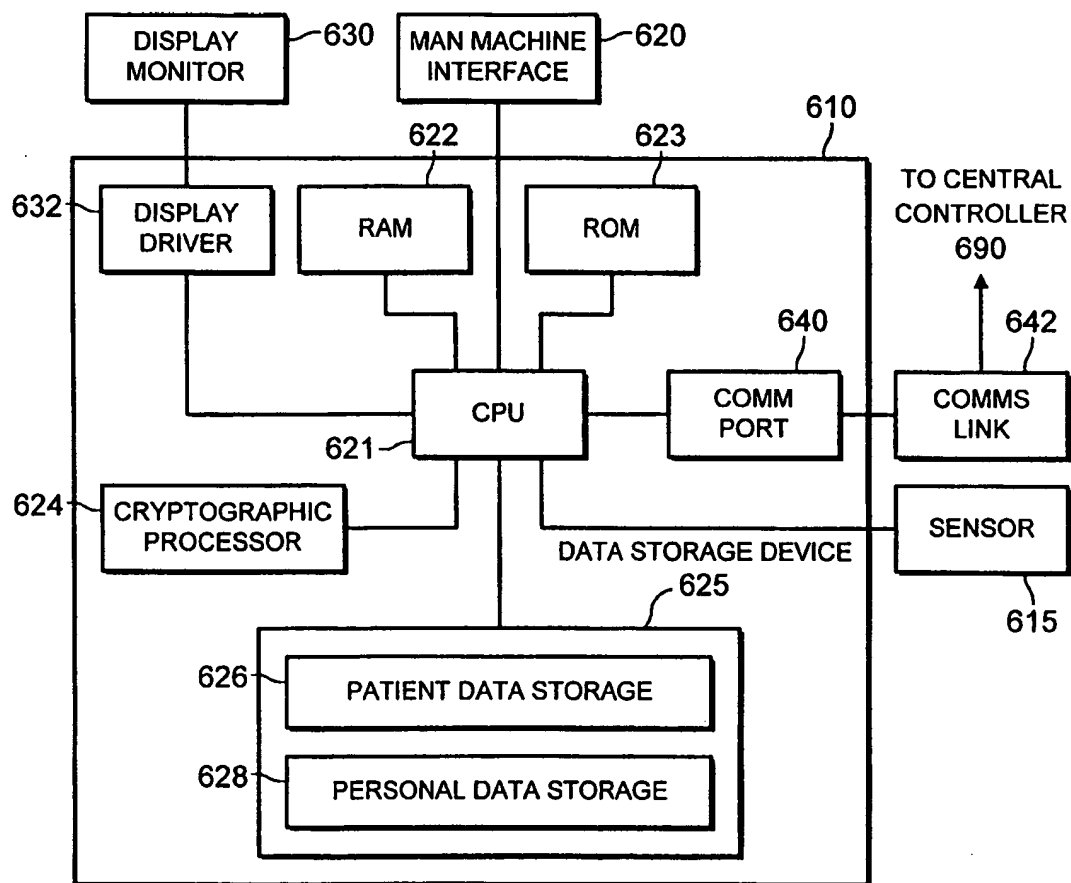 DISPLAY
MONITOR
630
MAN MACHINE
INTERFACE
620
610
622
623
632
DISPLAY
DRIVER
RAM
ROM
TO CENTRAL
CONTROLLER
690
640
642
CPU
621
COMM
PORT
COMMS
LINK
624
CRYPTOGRAPHIC
PROCESSOR
SENSOR
615
DATA STORAGE DEVICE
625
626
PATIENT DATA STORAGE
628
PERSONAL DATA STORAGE